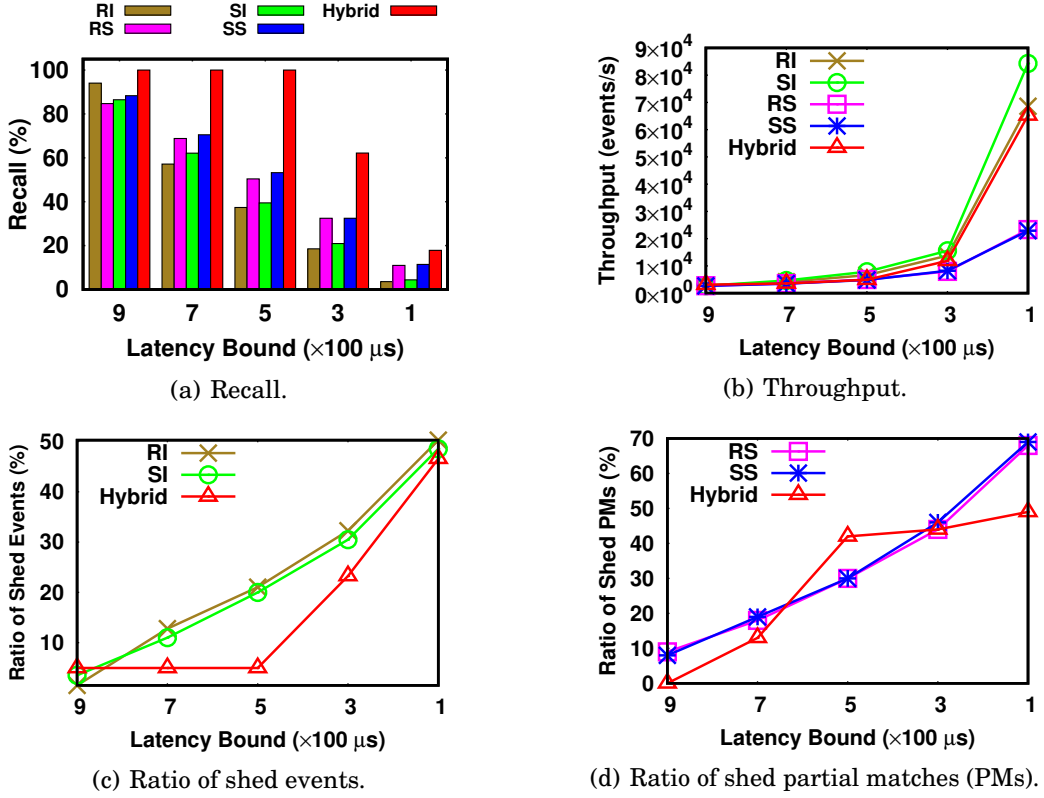 RI SI Hybrid
RS SS
100
80
60
40
20
0
Recall (%)
9 7 5 3 1
Latency Bound (×100 μs)
(a) Recall.
9×10⁴
8×10⁴
7×10⁴
6×10⁴
5×10⁴
4×10⁴
3×10⁴
2×10⁴
1×10⁴
0×10⁰
Throughput (events/s)
RI
SI
RS
SS
Hybrid
9 7 5 3 1
Latency Bound (×100 μs)
(b) Throughput.
50
40
30
20
10
Ratio of Shed Events (%)
RI
SI
Hybrid
9 7 5 3 1
Latency Bound (×100 μs)
(c) Ratio of shed events.
70
60
50
40
30
20
10
0
Ratio of Shed PMs (%)
RS
SS
Hybrid
9 7 5 3 1
Latency Bound (×100 μs)
(d) Ratio of shed partial matches (PMs).